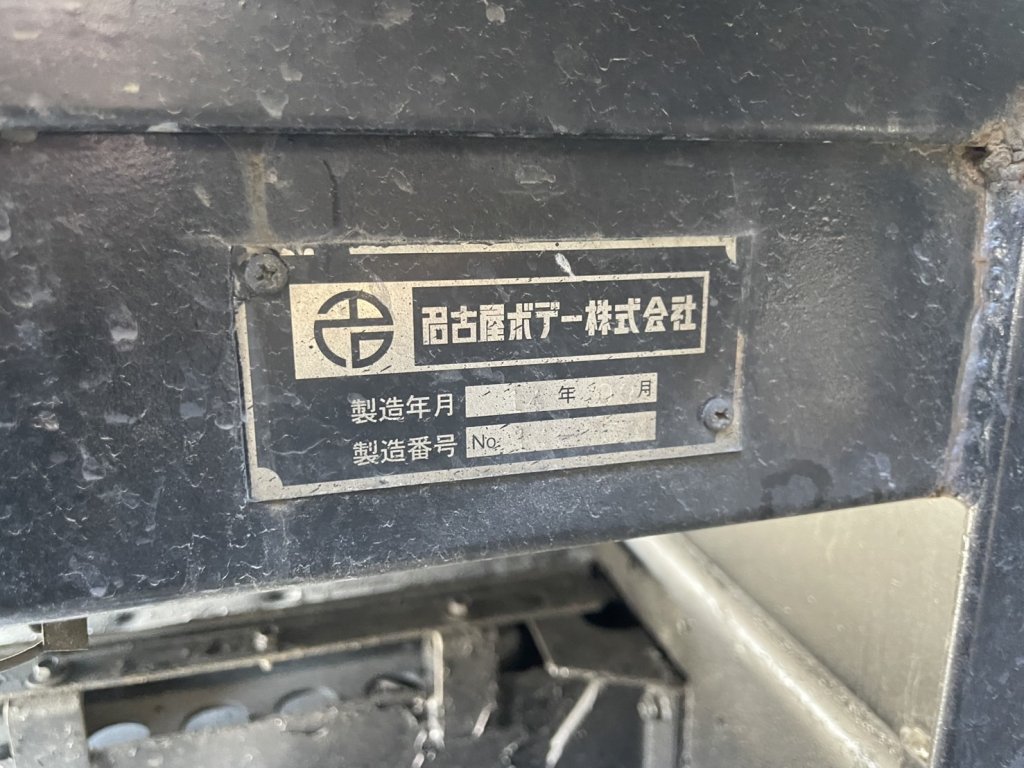 名古屋ボデー株式会社
製造年月 年 月
製造番号 No.